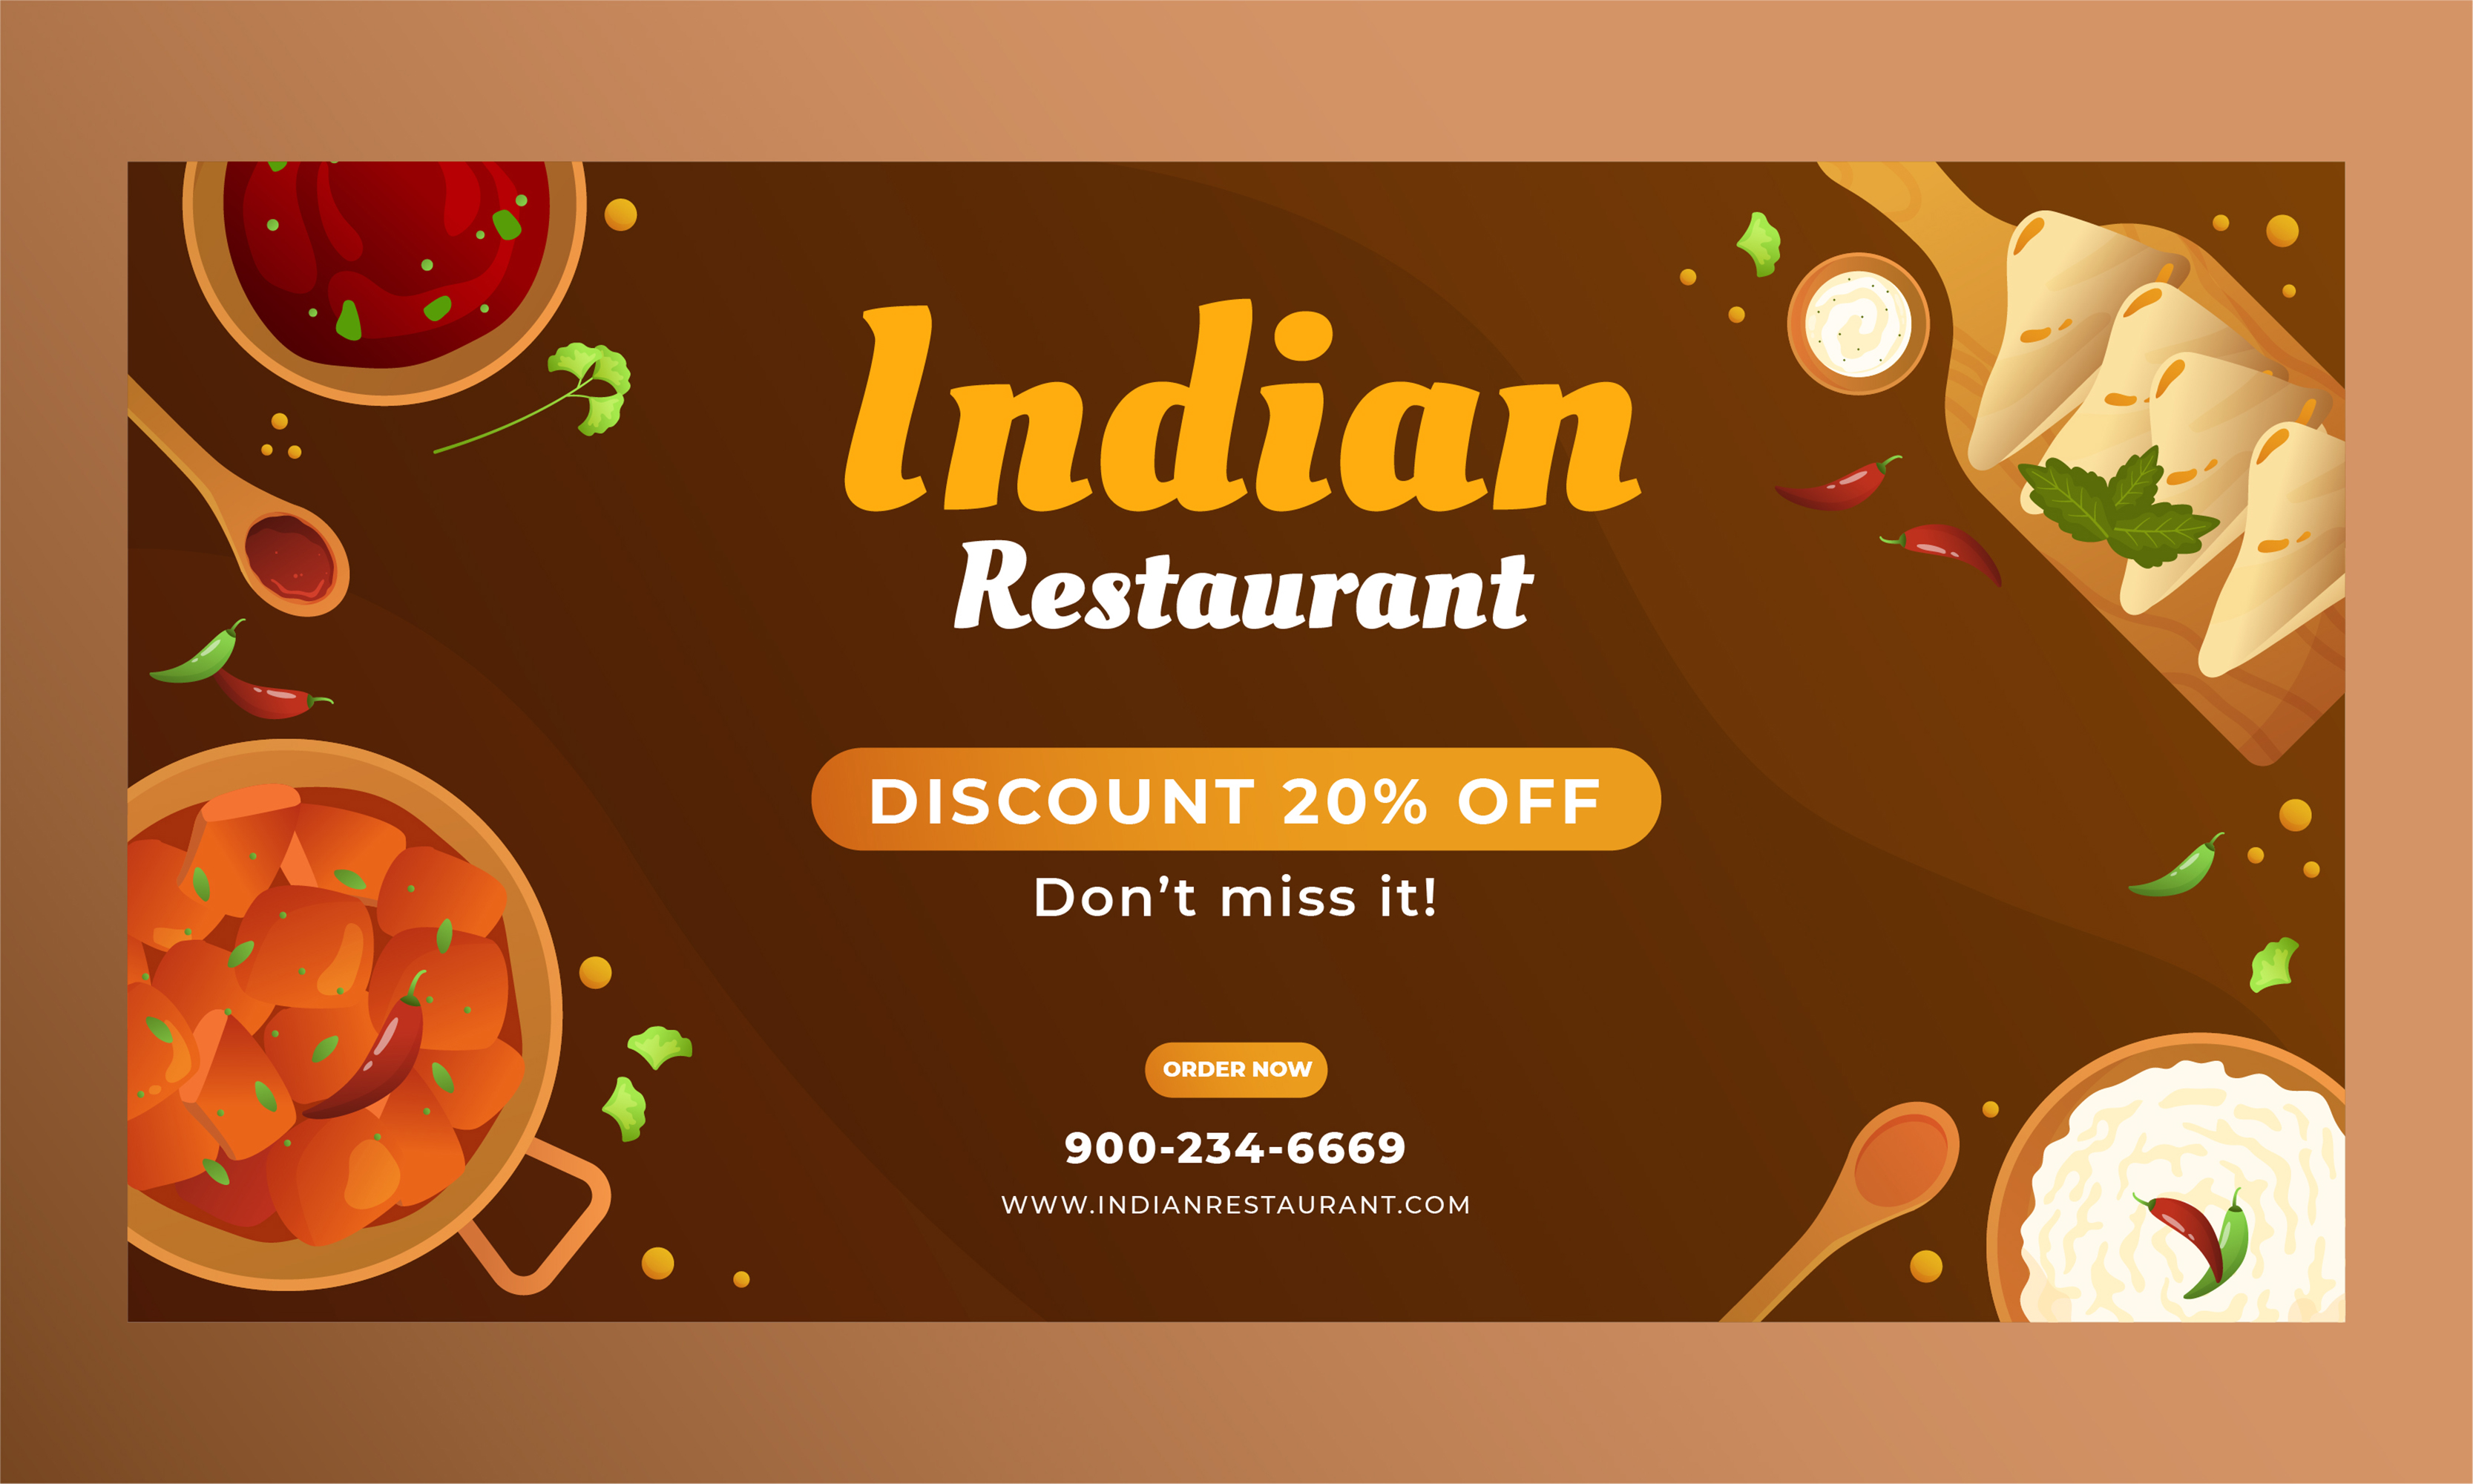 Indian
Restaurant
DISCOUNT 20% OFF
Don’t miss it!
ORDER NOW
900-234-6669
WWW.INDIANRESTAURANT.COM